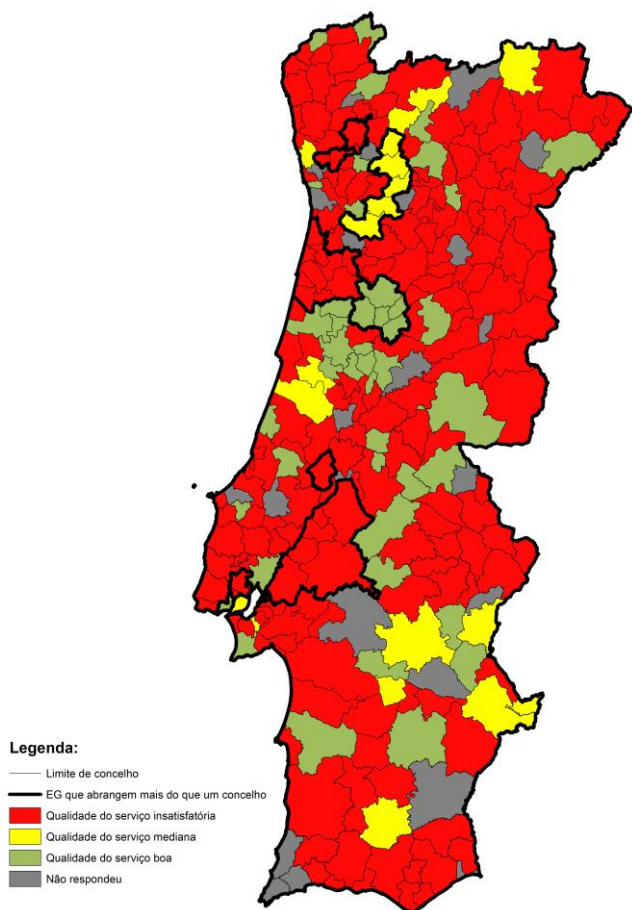 Legenda:
Limite de concelho
EG que abrangem mais do que um concelho
Qualidade do serviço insatisfatória
Qualidade do serviço mediana
Qualidade do serviço boa
Não respondeu